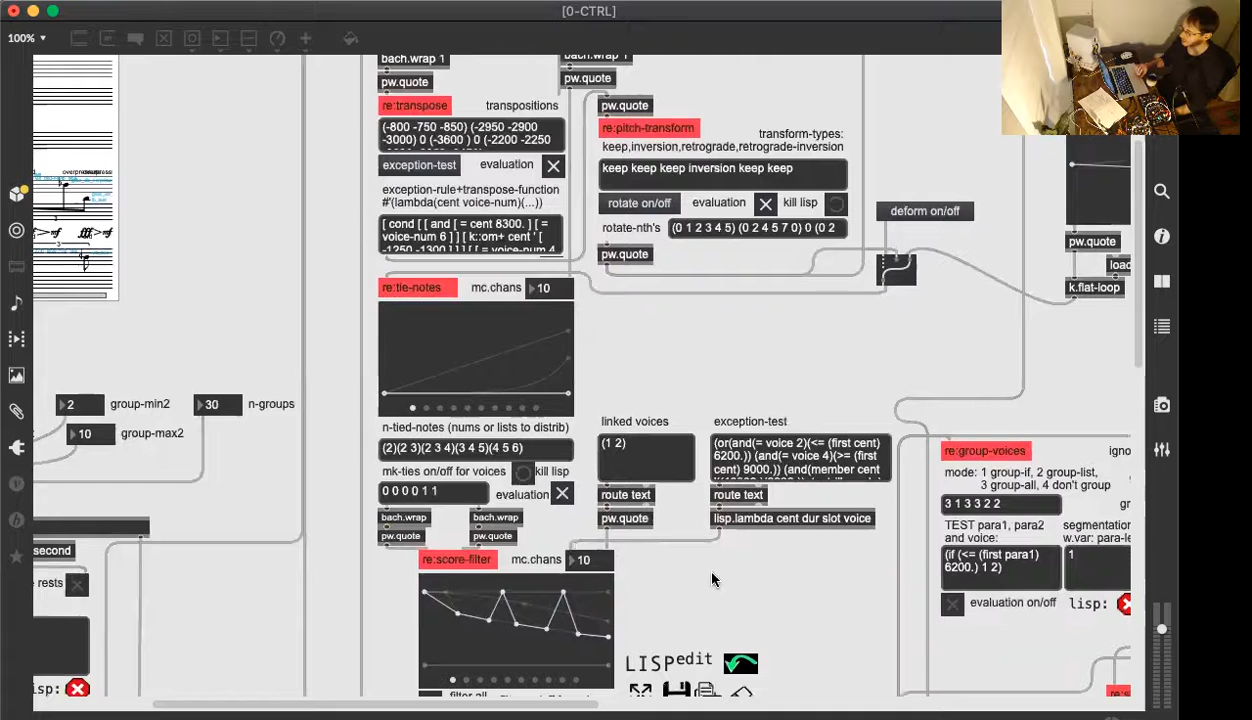 [0-CTRL]
100%
bach.wrap 1
bach.wrap 1
pw.quote
pw.quote
re:transpose
transpositions
(-800 -750 -850) (-2950 -2900
-3000) 0 (-3600 ) 0 (-2200 -2250
exception-test
evaluation
exception-rule+transpose-function
#'(lambda(cent voice-num)(...))
[ cond [ [ and [ = cent 8300. ] [ =
voice-num 6 ] ] [ k::om+ cent ' [
-1250 -1300 ] ] [ = voice-num 4
pw.quote
re:pitch-transform
transform-types:
keep,inversion,retrograde,retrograde-inversion
keep keep keep inversion keep keep
rotate on/off
evaluation
kill lisp
rotate-nth's
(0 1 2 3 4 5) (0 2 4 5 7 0) 0 (0 2
pw.quote
deform on/off
pw.quote
load
k.flat-loop
mf
mf
3
re:tie-notes
mc.chans
10
n-tied-notes (nums or lists to distrib)
(2)(2 3)(2 3 4)(3 4 5)(4 5 6)
mk-ties on/off for voices
kill lisp
0 0 0 0 1 1
evaluation
bach.wrap
bach.wrap
pw.quote
pw.quote
2
group-min2
30
n-groups
10
group-max2
linked voices
exception-test
(1 2)
(or(and(= voice 2)(<= (first cent)
6200.)) (and(= voice 4)(>= (first
cent) 9000.)) (and(member cent
route text
route text
pw.quote
lisp.lambda cent dur slot voice
re:score-filter
mc.chans
10
re:group-voices
mode: 1 group-if, 2 group-list,
3 group-all, 4 don't group
3 1 3 3 2 2
TEST para1, para2
and voice:
(if (<= (first para1)
6200.) 1 2)
1
evaluation on/off
lisp:
second
rests
LISPedit